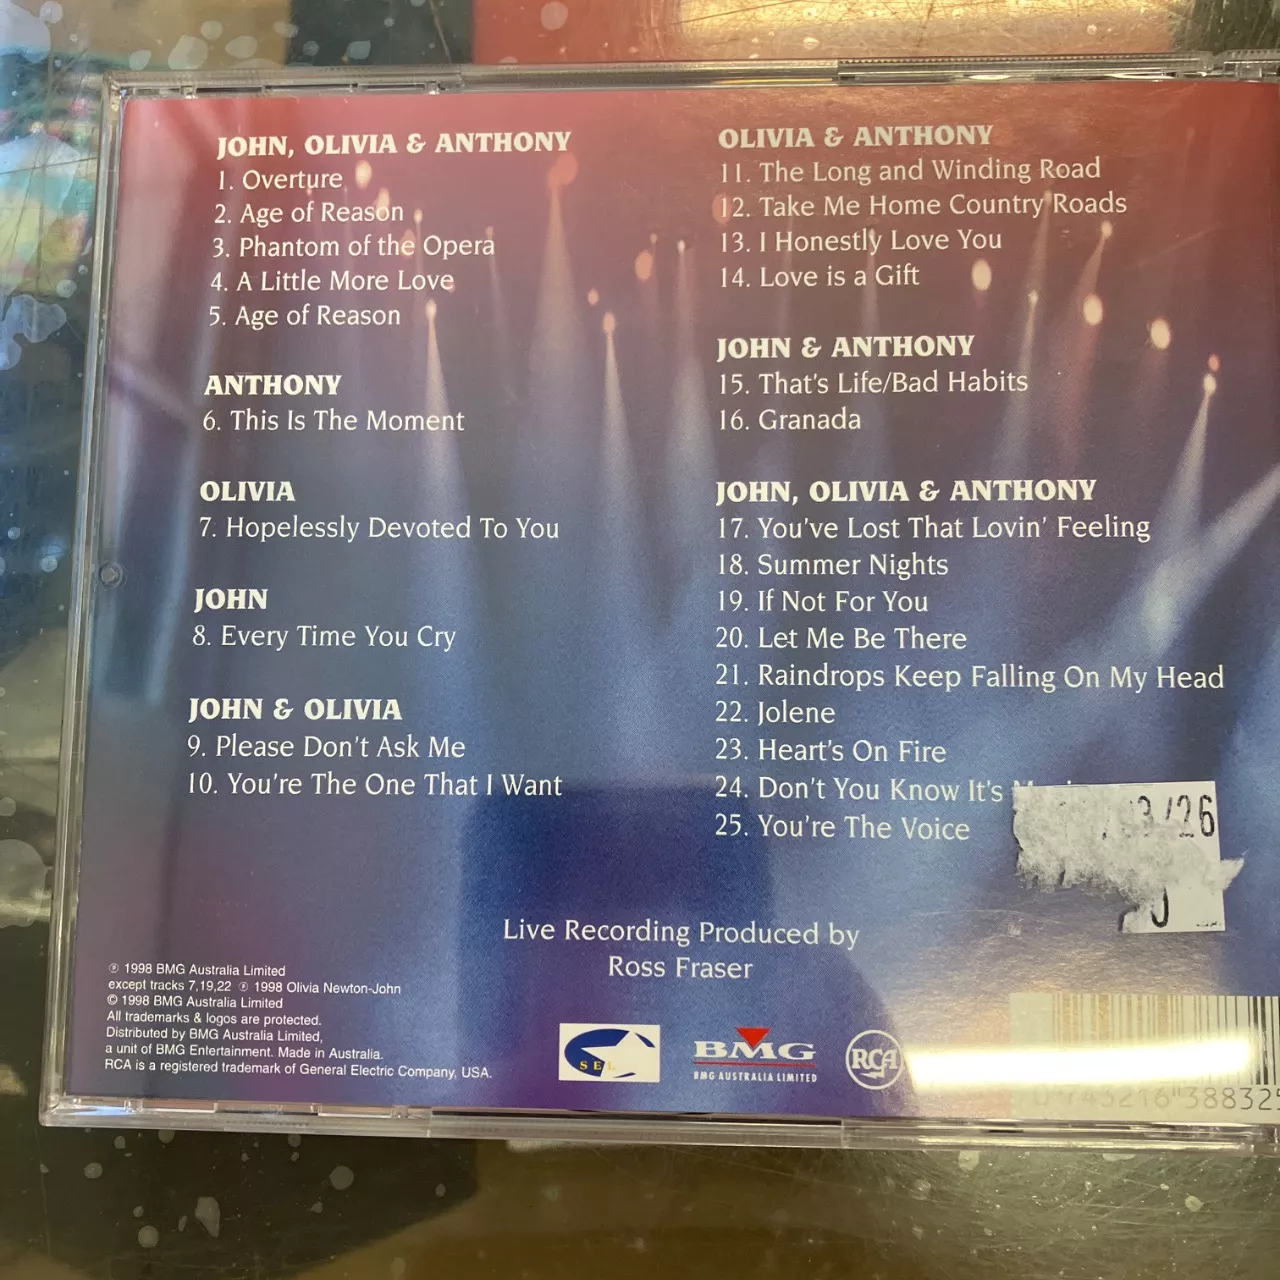 JOHN, OLIVIA & ANTHONY
1. Overture
2. Age of Reason
3. Phantom of the Opera
4. A Little More Love
5. Age of Reason
ANTHONY
6. This Is The Moment
OLIVIA
7. Hopelessly Devoted To You
JOHN
8. Every Time You Cry
JOHN & OLIVIA
9. Please Don't Ask Me
10. You're The One That I Want
OLIVIA & ANTHONY
11. The Long and Winding Road
12. Take Me Home Country Roads
13. I Honestly Love You
14. Love is a Gift
JOHN & ANTHONY
15. That's Life/Bad Habits
16. Granada
JOHN, OLIVIA & ANTHONY
17. You've Lost That Lovin' Feeling
18. Summer Nights
19. If Not For You
20. Let Me Be There
21. Raindrops Keep Falling On My Head
22. Jolene
23. Heart's On Fire
24. Don't You Know It's
25. You're The Voice
3/26
Live Recording Produced by
Ross Fraser
℗ 1998 BMG Australia Limited
except tracks 7,19,22 ℗ 1998 Olivia Newton-John
© 1998 BMG Australia Limited
All trademarks & logos are protected.
Distributed by BMG Australia Limited,
a unit of BMG Entertainment. Made in Australia.
RCA is a registered trademark of General Electric Company, USA.
SEL
BMG
BMG AUSTRALIA LIMITED
RCA
743216 38832